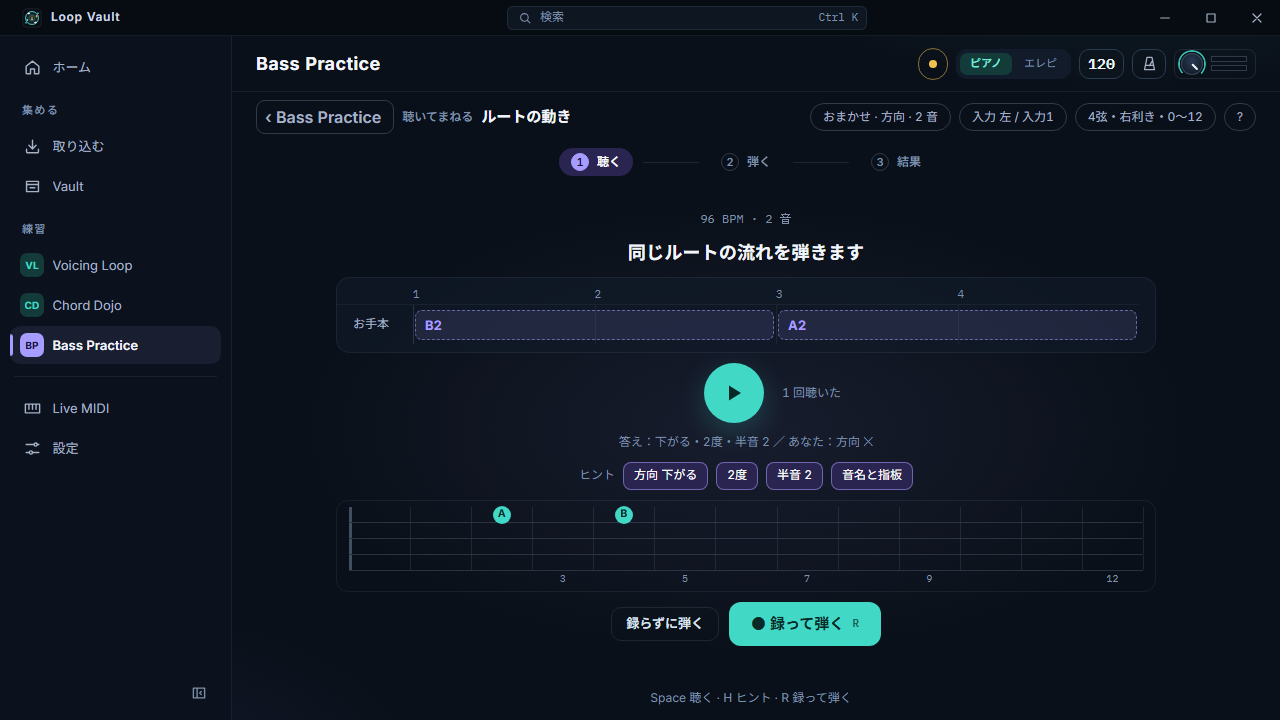 Loop Vault
検索
Ctrl K
ホーム
集める
取り込む
Vault
練習
VL Voicing Loop
CD Chord Dojo
BP Bass Practice
Live MIDI
設定
Bass Practice
ピアノ エレピ 120
‹ Bass Practice 聴いてまねる ルートの動き
おまかせ · 方向 · 2 音 入力 左 / 入力1 4弦・右利き・0〜12 ?
1 聴く 2 弾く 3 結果
96 BPM · 2 音
同じルートの流れを弾きます
1 2 3 4
お手本 B2 A2
1 回聴いた
答え：下がる・2度・半音 2 ／ あなた：方向 ×
ヒント 方向 下がる 2度 半音 2 音名と指板
A B
3 5 7 9 12
録らずに弾く ● 録って弾く R
Space 聴く · H ヒント · R 録って弾く